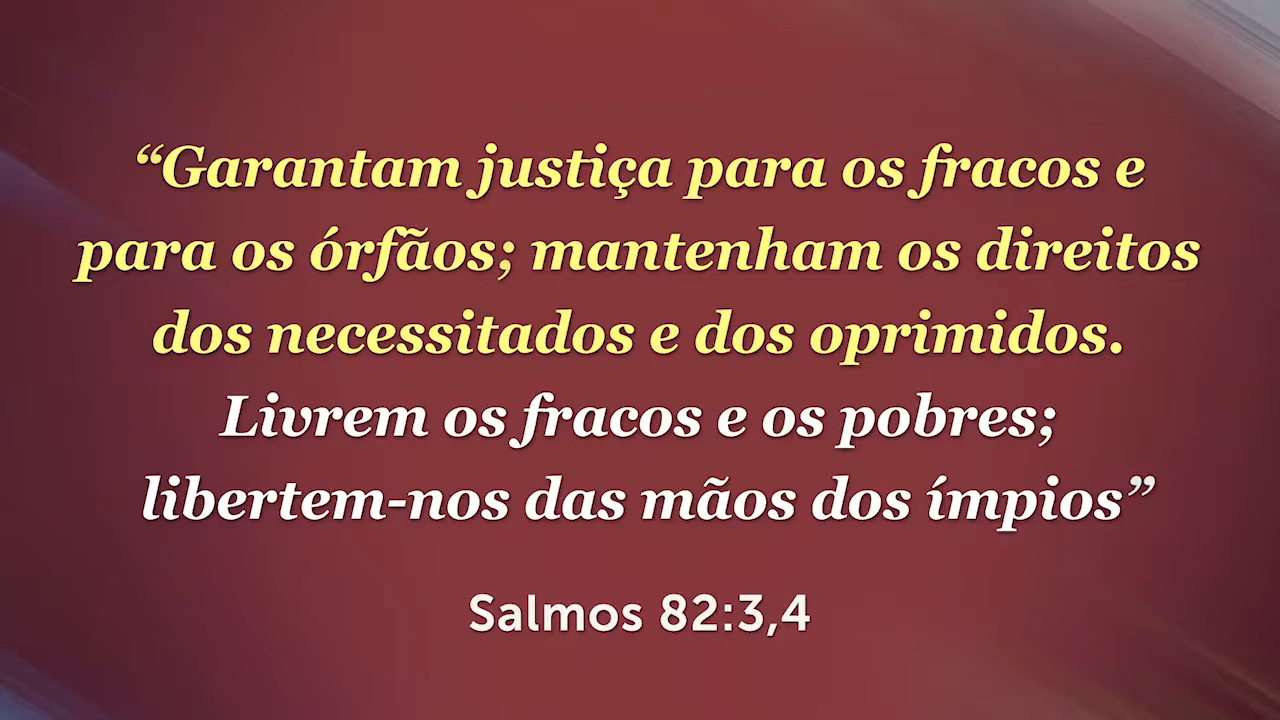 “Garantam justiça para os fracos e
para os órfãos; mantenham os direitos
dos necessitados e dos oprimidos.
Livrem os fracos e os pobres;
libertem-nos das mãos dos ímpios”
Salmos 82:3,4